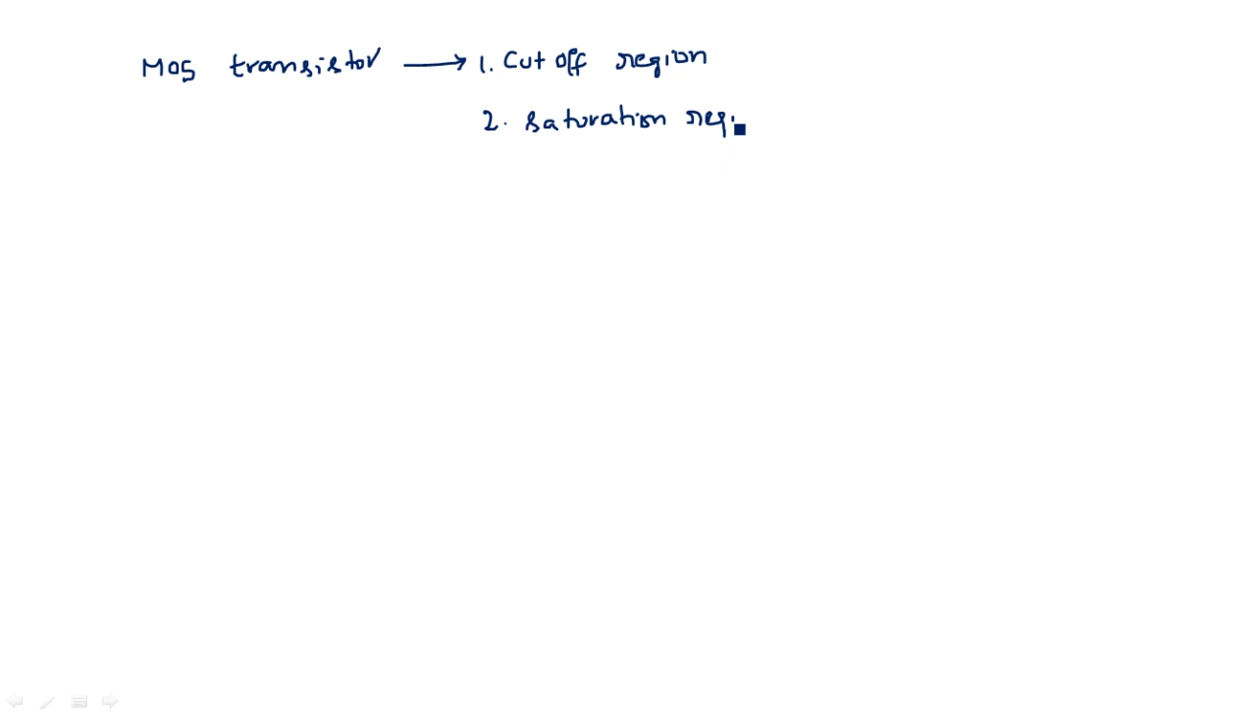 MOS transistor → 1. Cut off region
2. Saturation reg